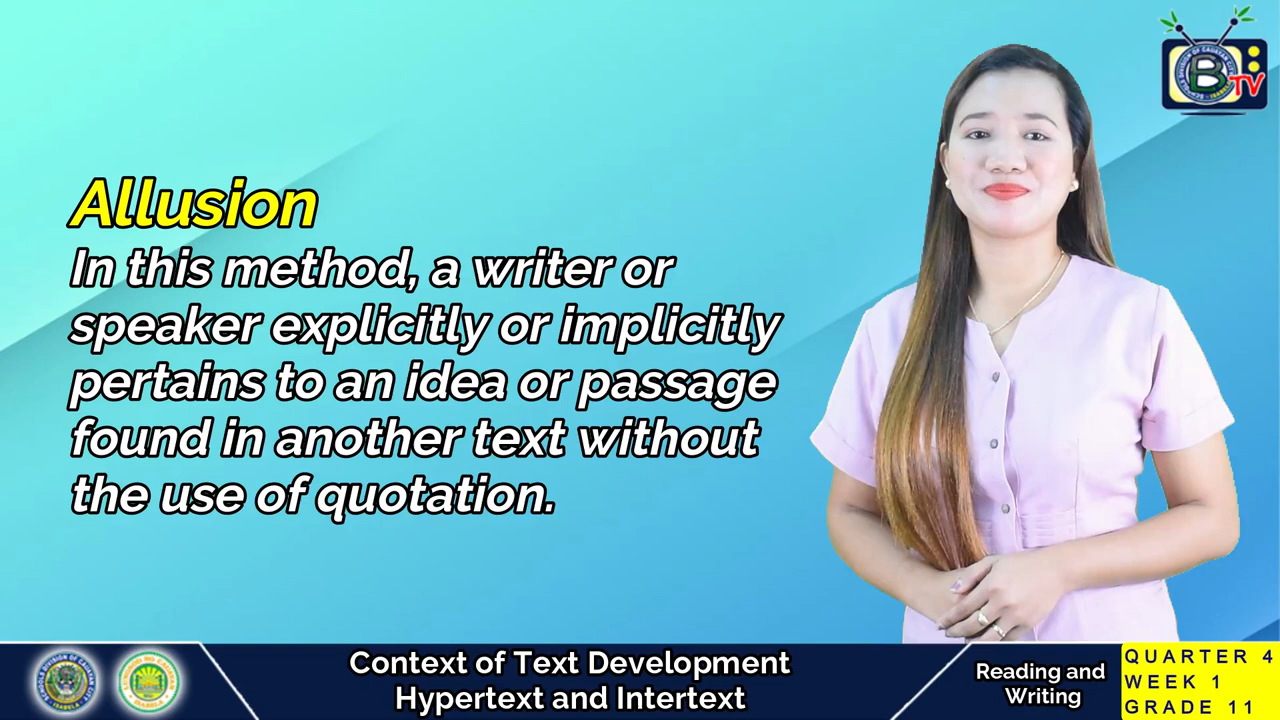 Allusion
In this method, a writer or
speaker explicitly or implicitly
pertains to an idea or passage
found in another text without
the use of quotation.
B
TV
Context of Text Development
Hypertext and Intertext
Reading and
Writing
QUARTER 4
WEEK 1
GRADE 11